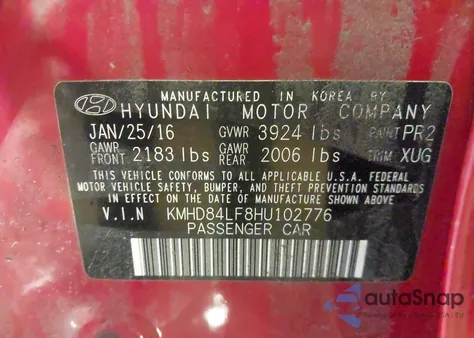 MANUFACTURED IN KOREA BY
HYUNDAI MOTOR COMPANY
JAN/25/16 GVWR 3924 lbs PAINT PR2
GAWR FRONT 2183 lbs GAWR REAR 2006 lbs TRIM XUG
THIS VEHICLE CONFORMS TO ALL APPLICABLE U.S.A. FEDERAL
MOTOR VEHICLE SAFETY, BUMPER, AND THEFT PREVENTION STANDARDS
IN EFFECT ON THE DATE OF MANUFACTURE SHOWN ABOVE.
V.I.N KMHD84LF8HU102776
PASSENGER CAR
autoSnap